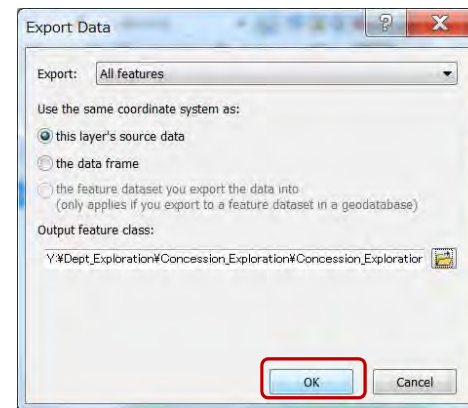 Export Data
Export: All features
Use the same coordinate system as:
this layer's source data
the data frame
the feature dataset you export the data into
(only applies if you export to a feature dataset in a geodatabase)
Output feature class:
Y:¥Dept_Exploration¥Concession_Exploration¥Concession_Exploration
OK Cancel